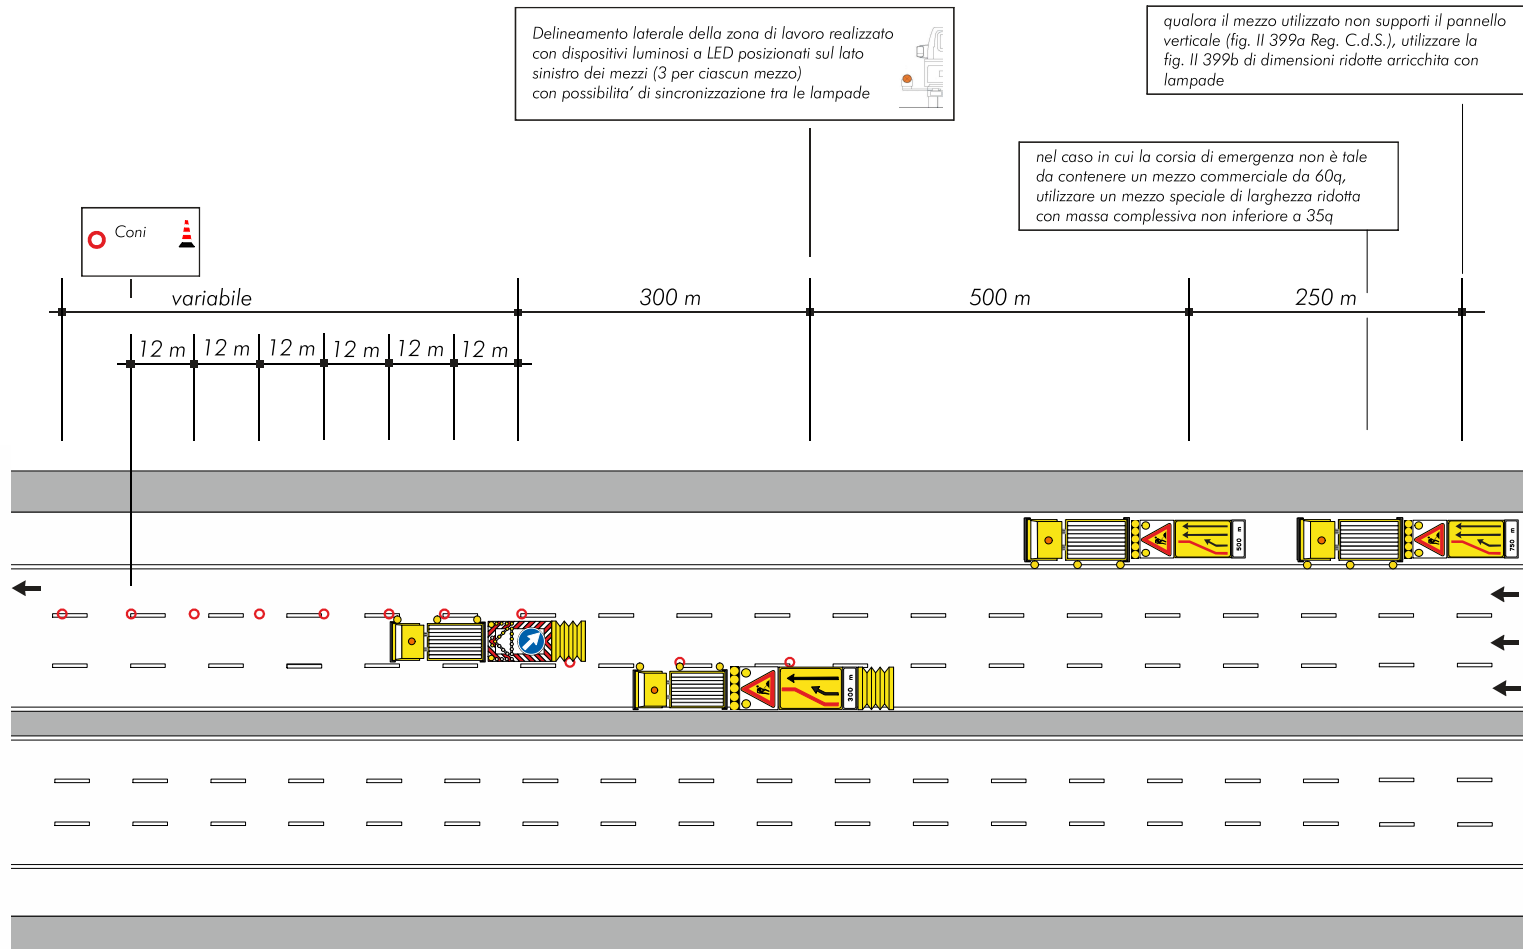 Delineamento laterale della zona di lavoro realizzato
con dispositivi luminosi a LED posizionati sul lato
sinistro dei mezzi (3 per ciascun mezzo)
con possibilita' di sincronizzazione tra le lampade
qualora il mezzo utilizzato non supporti il pannello
verticale (fig. II 399a Reg. C.d.S.), utilizzare la
fig. II 399b di dimensioni ridotte arricchita con
lampade
nel caso in cui la corsia di emergenza non è tale
da contenere un mezzo commerciale da 60q,
utilizzare un mezzo speciale di larghezza ridotta
con massa complessiva non inferiore a 35q
Coni
variabile
300 m
500 m
250 m
12 m
12 m
12 m
12 m
12 m
12 m
500 m
750 m
300 m